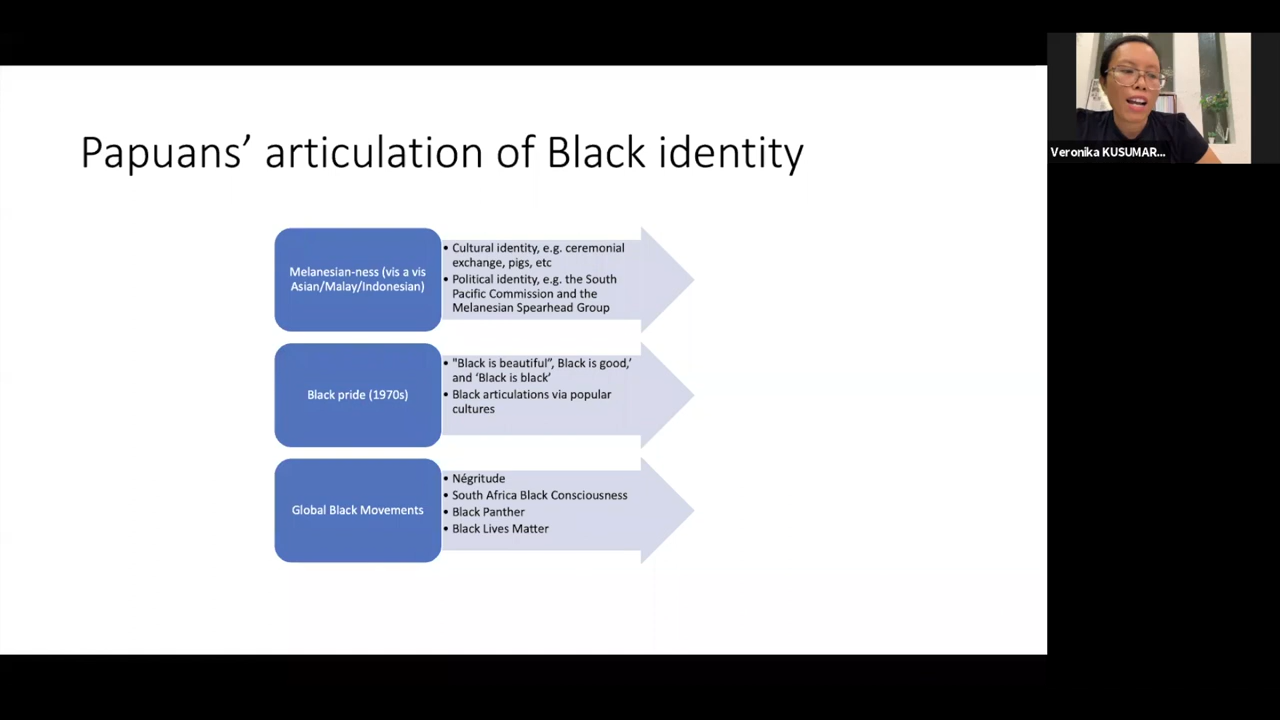 Papuans’ articulation of Black identity
Melanesian-ness (vis a vis
Asian/Malay/Indonesian)
• Cultural identity, e.g. ceremonial
exchange, pigs, etc
• Political identity, e.g. the South
Pacific Commission and the
Melanesian Spearhead Group
Black pride (1970s)
• "Black is beautiful”, Black is good,’
and ‘Black is black’
• Black articulations via popular
cultures
Global Black Movements
• Négritude
• South Africa Black Consciousness
• Black Panther
• Black Lives Matter
Veronika KUSUMAR...